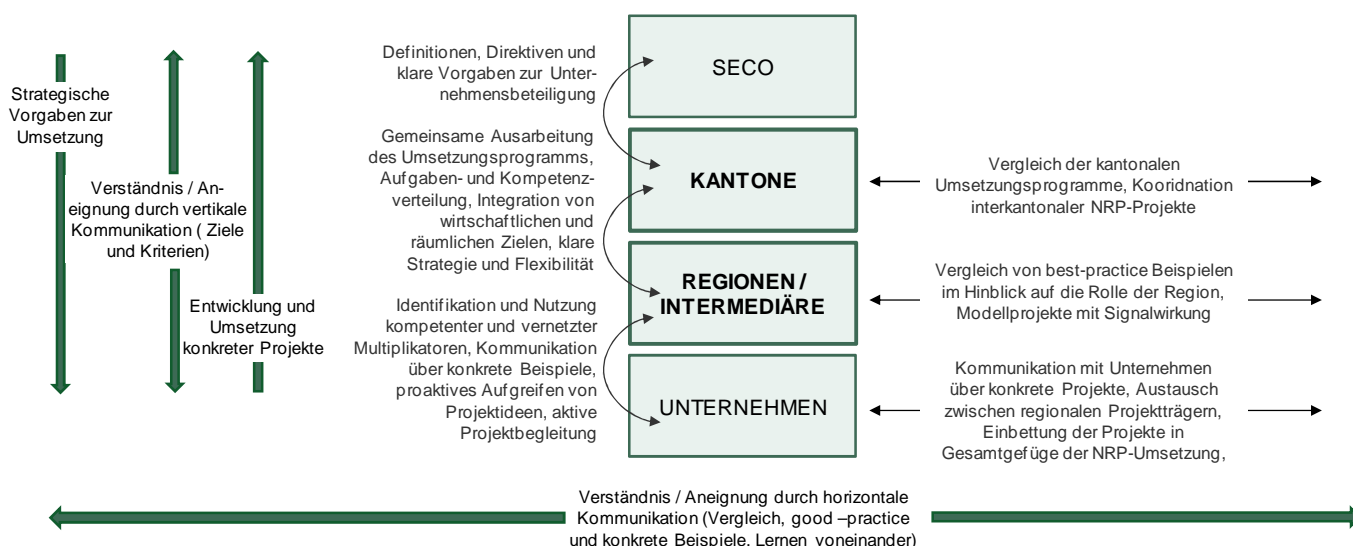 Strategische
Vorgaben zur
Umsetzung
Verständnis / An-
eignung durch vertikale
Kommunikation ( Ziele
und Kriterien)
Entwicklung und
Umsetzung
konkreter Projekte
Definitionen, Direktiven und
klare Vorgaben zur Unter-
nehmensbeteiligung
Gemeinsame Ausarbeitung
des Umsetzungsprogramms,
Aufgaben- und Kompetenz-
verteilung, Integration von
wirtschaftlichen und
räumlichen Zielen, klare
Strategie und Flexibilität
Identifikation und Nutzung
kompetenter und vernetzter
Multiplikatoren, Kommunikation
über konkrete Beispiele,
proaktives Aufgreifen von
Projektideen, aktive
Projektbegleitung
SECO
KANTONE
REGIONEN /
INTERMEDIÄRE
UNTERNEHMEN
Vergleich der kantonalen
Umsetzungsprogramme, Kooridnation
interkantonaler NRP-Projekte
Vergleich von best-practice Beispielen
im Hinblick auf die Rolle der Region,
Modellprojekte mit Signalwirkung
Kommunikation mit Unternehmen
über konkrete Projekte, Austausch
zwischen regionalen Projektträgern,
Einbettung der Projekte in
Gesamtgefüge der NRP-Umsetzung,
Verständnis / Aneignung durch horizontale
Kommunikation (Vergleich, good –practice
und konkrete Beispiele, Lernen voneinander)